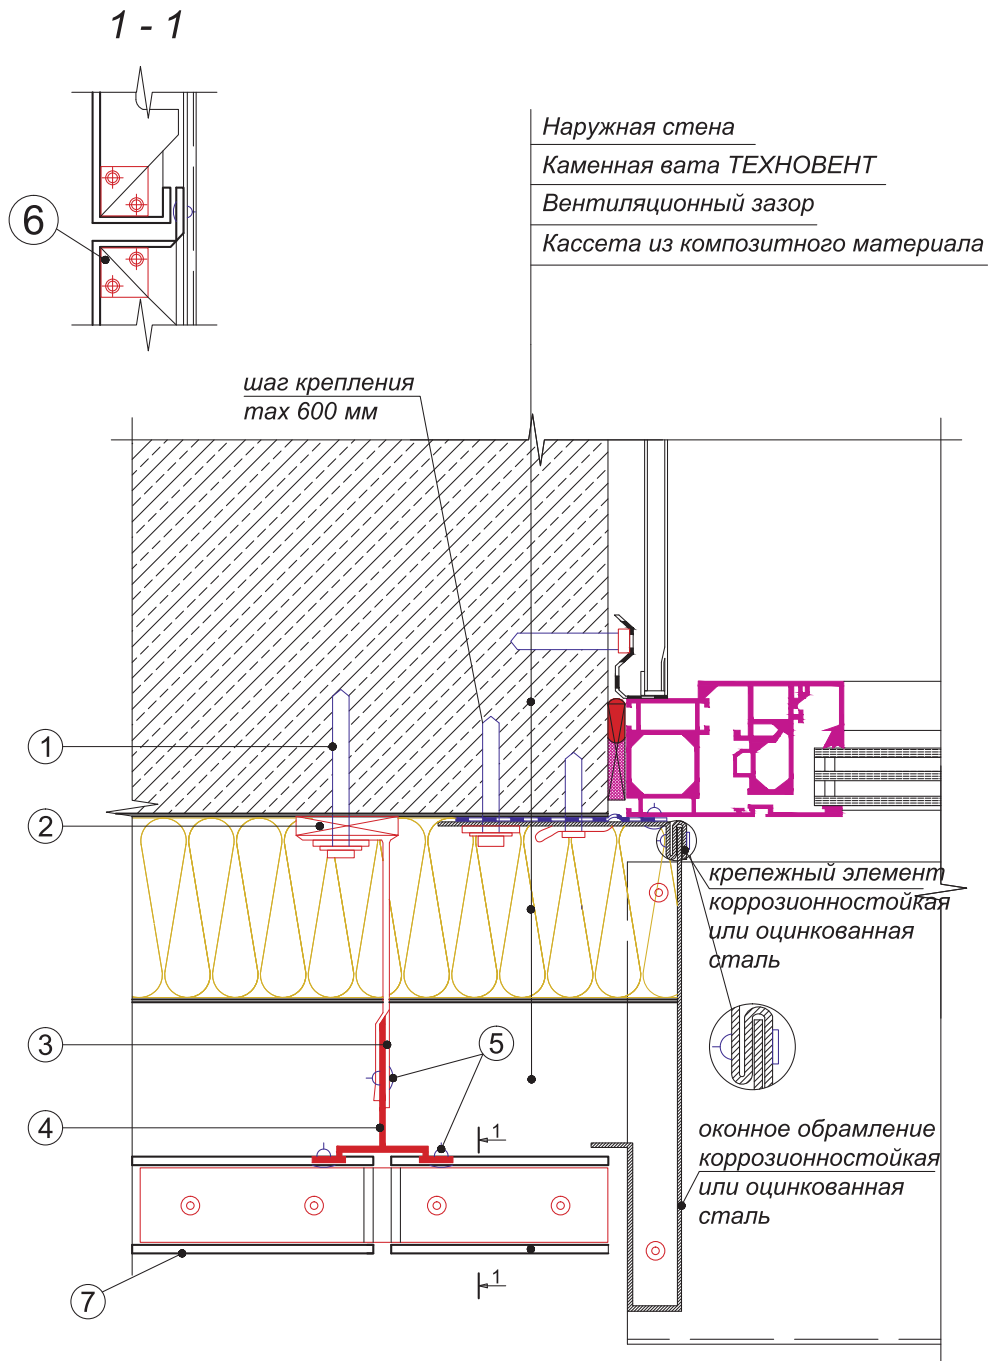 1 - 1
6
Наружная стена
Каменная вата ТЕХНОВЕНТ
Вентиляционный зазор
Кассета из композитного материала
шаг крепления
max 600 мм
1
2
крепежный элемент
коррозионностойкая
или оцинкованная
сталь
3
5
4
1
оконное обрамление
коррозионностойкая
или оцинкованная
сталь
1
7